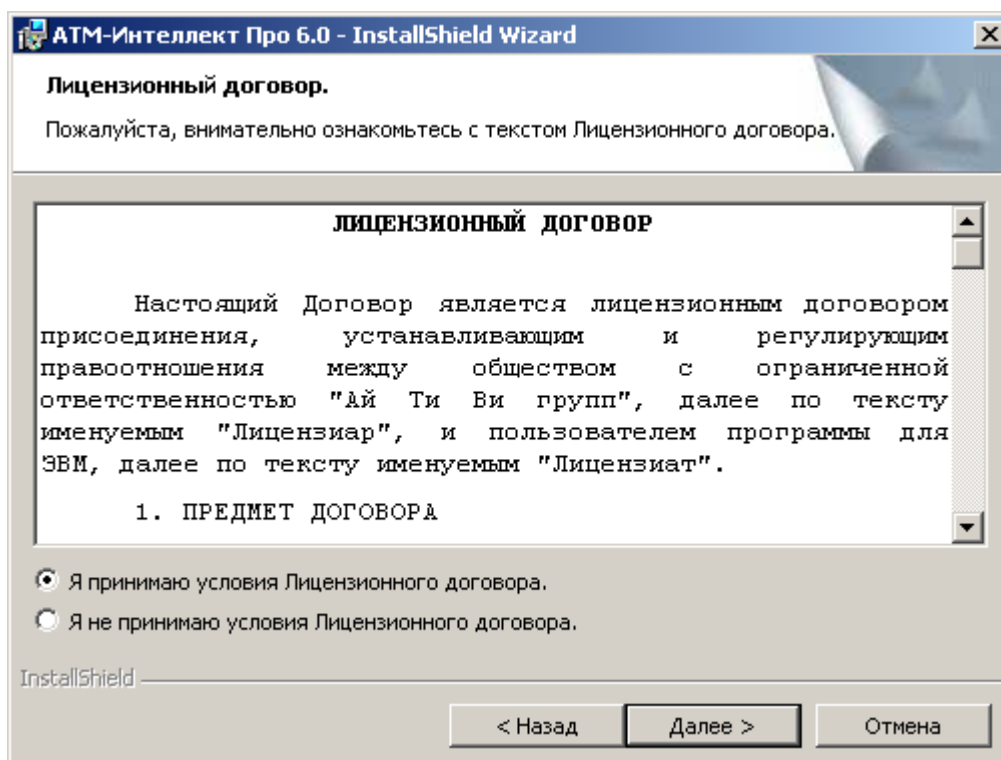 АТМ-Интеллект Про 6.0 - InstallShield Wizard
Лицензионный договор.
Пожалуйста, внимательно ознакомьтесь с текстом Лицензионного договора.
ЛИЦЕНЗИОННЫЙ ДОГОВОР
Настоящий Договор является лицензионным договором
присоединения, устанавливающим и регулирующим
правоотношения между обществом с ограниченной
ответственностью "Ай Ти Ви групп", далее по тексту
именуемым "Лицензиар", и пользователем программы для
ЭВМ, далее по тексту именуемым "Лицензиат".
1. ПРЕДМЕТ ДОГОВОРА
Я принимаю условия Лицензионного договора.
Я не принимаю условия Лицензионного договора.
InstallShield
< Назад
Далее >
Отмена